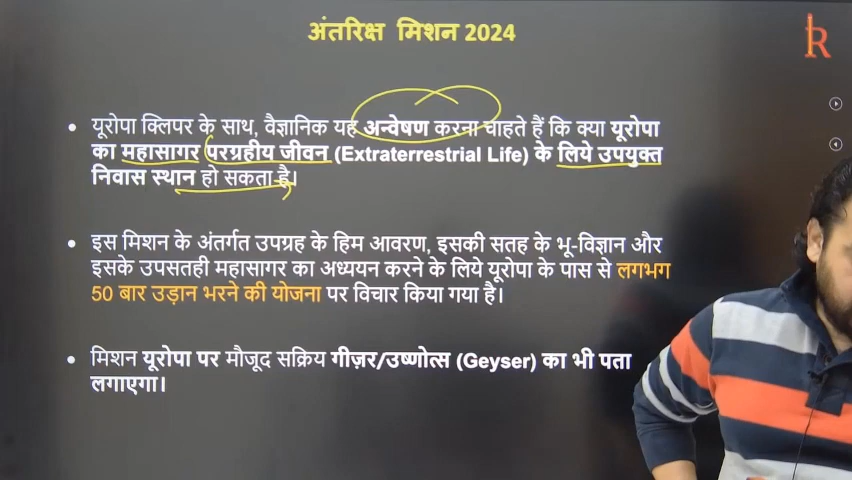 अंतरिक्ष मिशन 2024
R
• यूरोपा क्लिपर के साथ, वैज्ञानिक यह अन्वेषण करना चाहते हैं कि क्या यूरोपा
का महासागर परग्रहीय जीवन (Extraterrestrial Life) के लिये उपयुक्त
निवास स्थान हो सकता है।
• इस मिशन के अंतर्गत उपग्रह के हिम आवरण, इसकी सतह के भू-विज्ञान और
इसके उपसतही महासागर का अध्ययन करने के लिये यूरोपा के पास से लगभग
50 बार उड़ान भरने की योजना पर विचार किया गया है।
• मिशन यूरोपा पर मौजूद सक्रिय गीज़र/उष्णोत्स (Geyser) का भी पता
लगाएगा।